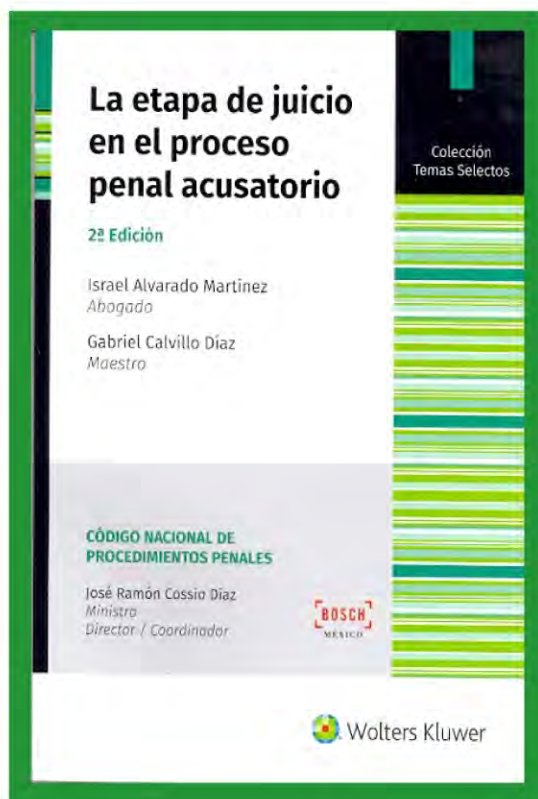 La etapa de juicio
en el proceso
penal acusatorio
2ª Edición
Israel Alvarado Martínez
Abogado
Gabriel Calvillo Díaz
Maestro
Colección
Temas Selectos
CÓDIGO NACIONAL DE
PROCEDIMIENTOS PENALES
José Ramón Cossío Díaz
Ministro
Director / Coordinador
BOSCH
MÉXICO
Wolters Kluwer